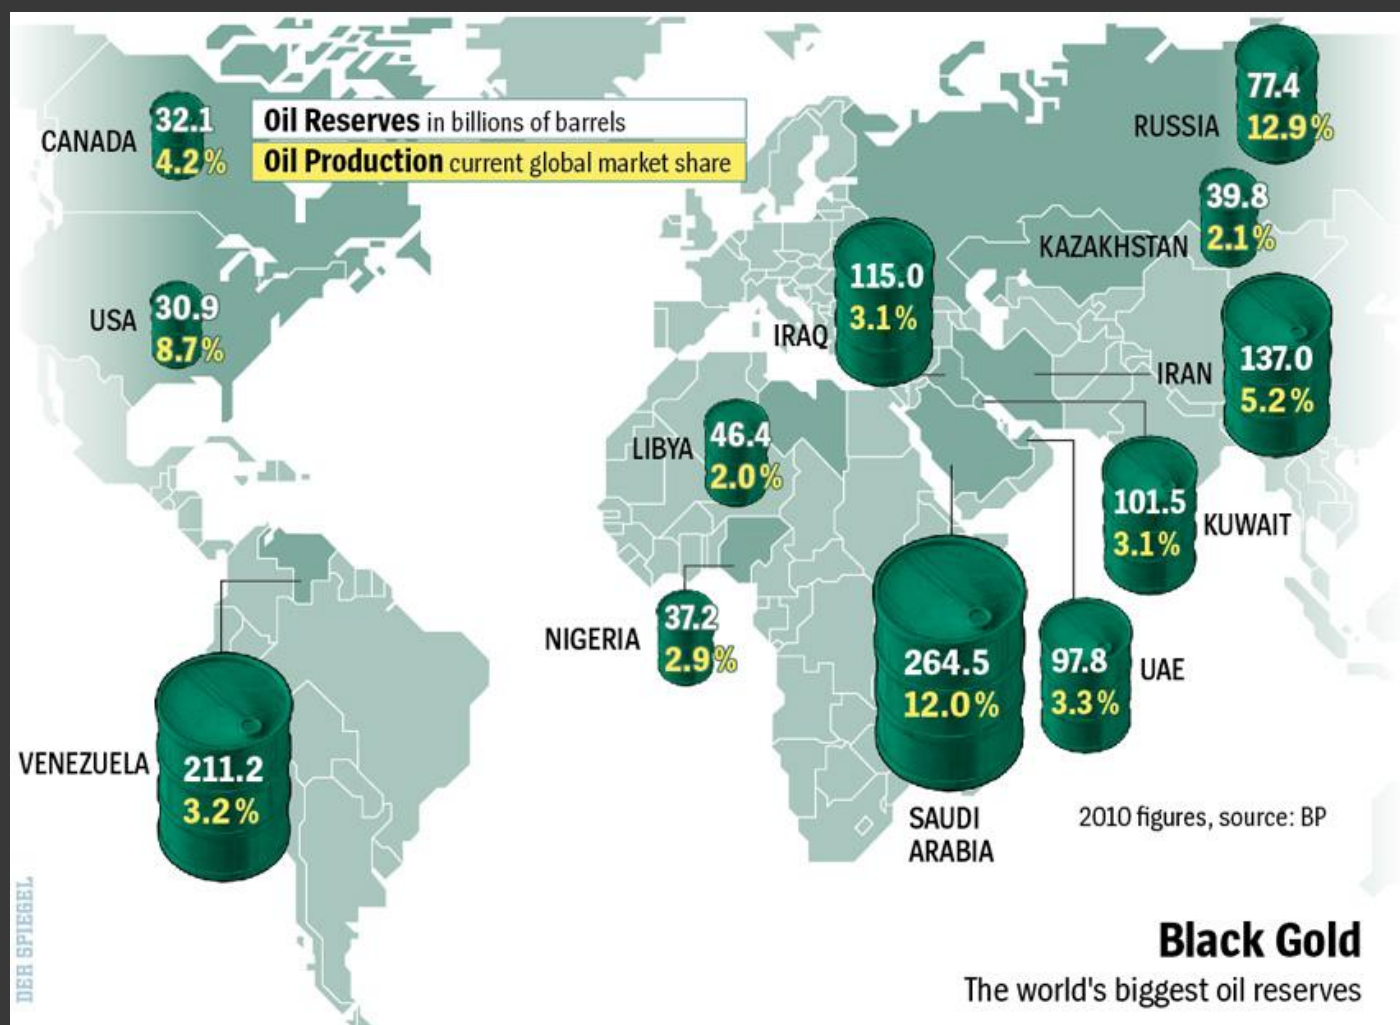 CANADA
32.1
4.2%
Oil Reserves in billions of barrels
Oil Production current global market share
RUSSIA
77.4
12.9%
KAZAKHSTAN
39.8
2.1%
USA
30.9
8.7%
IRAQ
115.0
3.1%
IRAN
137.0
5.2%
LIBYA
46.4
2.0%
101.5
3.1%
KUWAIT
NIGERIA
37.2
2.9%
264.5
12.0%
SAUDI
ARABIA
97.8
3.3%
UAE
VENEZUELA
211.2
3.2%
2010 figures, source: BP
DER SPIEGEL
Black Gold
The world's biggest oil reserves